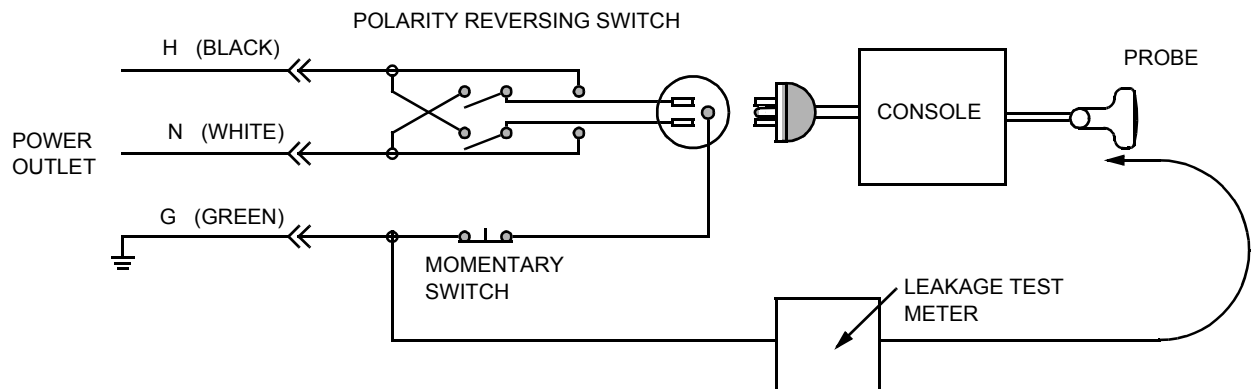 POLARITY REVERSING SWITCH
H (BLACK)
PROBE
CONSOLE
N (WHITE)
POWER
OUTLET
G (GREEN)
MOMENTARY
SWITCH
LEAKAGE TEST
METER